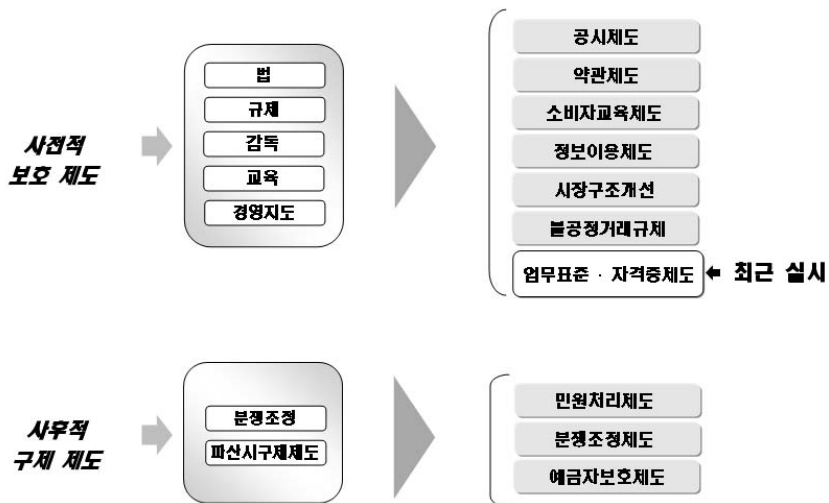 사전적
보호 제도
법
규제
감독
교육
경영지도
공시제도
약관제도
소비자교육제도
정보이용제도
시장구조개선
불공정거래규제
업무표준 · 자격증제도
최근 실시
사후적
구제 제도
분쟁조정
파산시구제제도
민원처리제도
분쟁조정제도
예금자보호제도